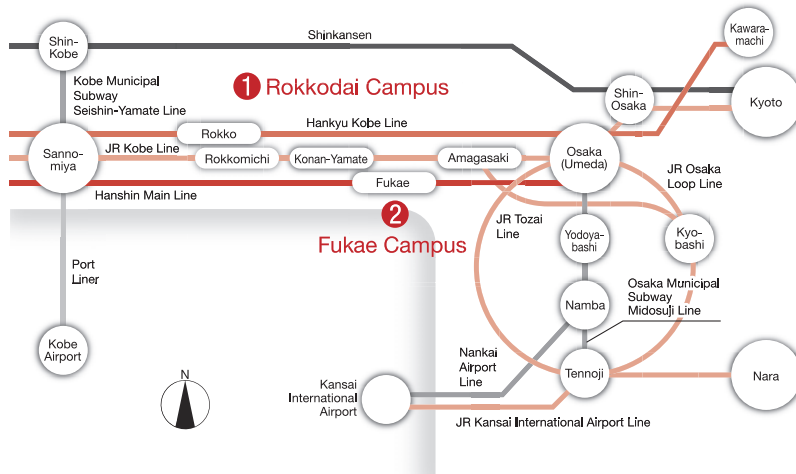 Shinkansen
Shin-
Kobe
Kawara-
machi
Kobe Municipal
Subway
Seishin-Yamate Line
1 Rokkodai Campus
Shin-
Osaka
Kyoto
Rokko
Hankyu Kobe Line
Sanno-
miya
JR Kobe Line
Rokkomichi
Konan-Yamate
Amagasaki
Osaka
(Umeda)
Hanshin Main Line
Fukae
JR Osaka
Loop Line
2
Fukae Campus
JR Tozai
Line
Yodoya-
bashi
Kyo-
bashi
Port
Liner
Osaka Municipal
Subway
Midosuji Line
Namba
Kobe
Airport
Nankai
Airport
Line
Tennoji
Nara
N
Kansai
International
Airport
JR Kansai International Airport Line